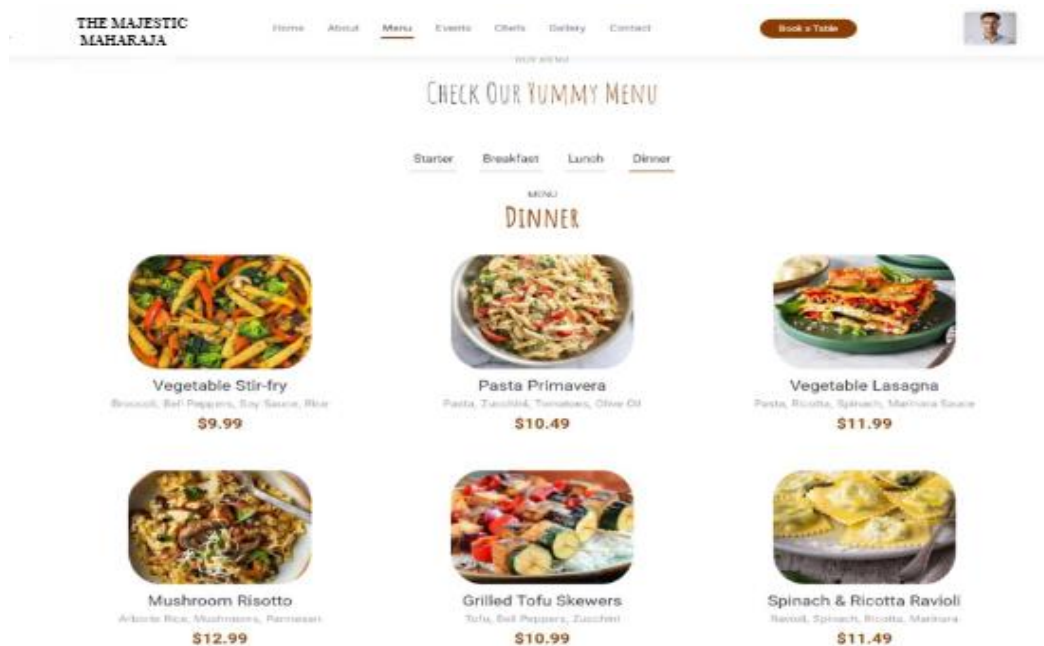 THE MAJESTIC
MAHARAJA
Home About Menu Events Chefs Gallery Contact
Book a Table
OUR MENU
CHECK OUR YUMMY MENU
Starter Breakfast Lunch Dinner
MENU
DINNER
Vegetable Stir-fry
Broccoli, Bell Peppers, Soy Sauce, Rice
$9.99
Pasta Primavera
Pasta, Zucchini, Tomatoes, Olive Oil
$10.49
Vegetable Lasagna
Pasta, Ricotta, Spinach, Marinara Sauce
$11.99
Mushroom Risotto
Arborio Rice, Mushrooms, Parmesan
$12.99
Grilled Tofu Skewers
Tofu, Bell Peppers, Zucchini
$10.99
Spinach & Ricotta Ravioli
Ravioli, Spinach, Ricotta, Marinara
$11.49